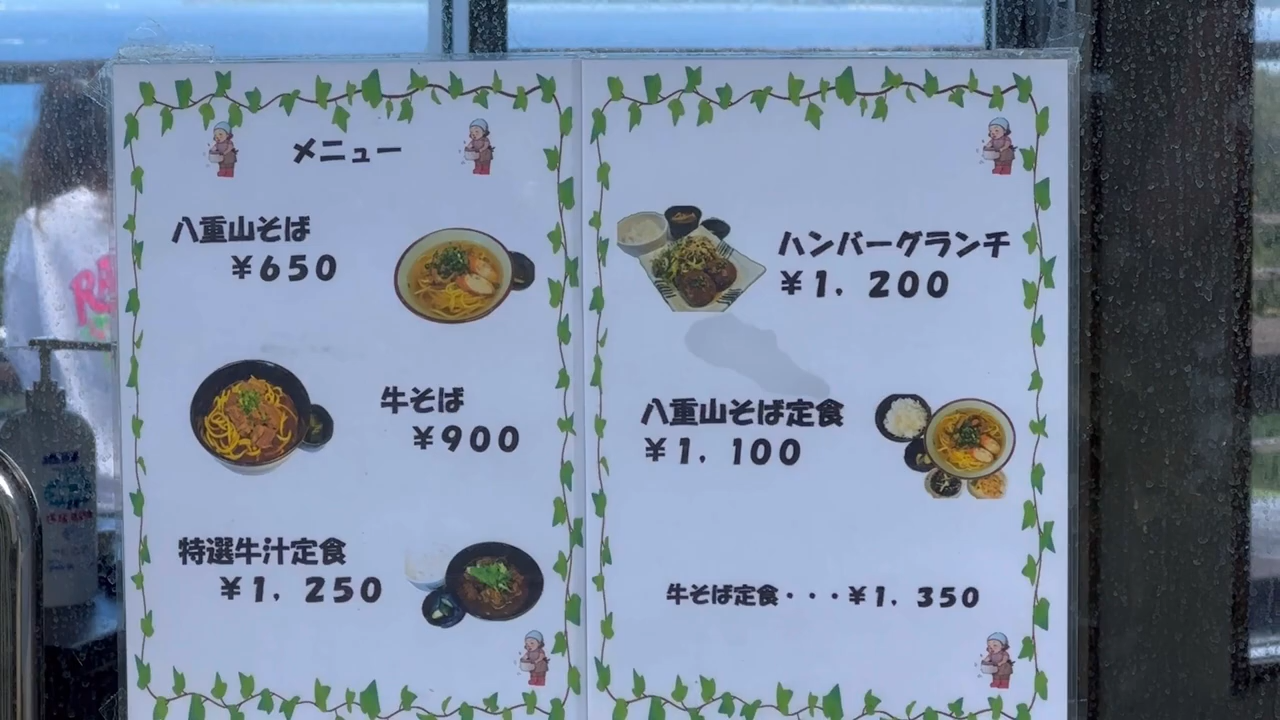 メニュー
八重山そば
¥650
牛そば
¥900
特選牛汁定食
¥1, 250
ハンバーグランチ
¥1, 200
八重山そば定食
¥1, 100
牛そば定食・・・¥1, 350